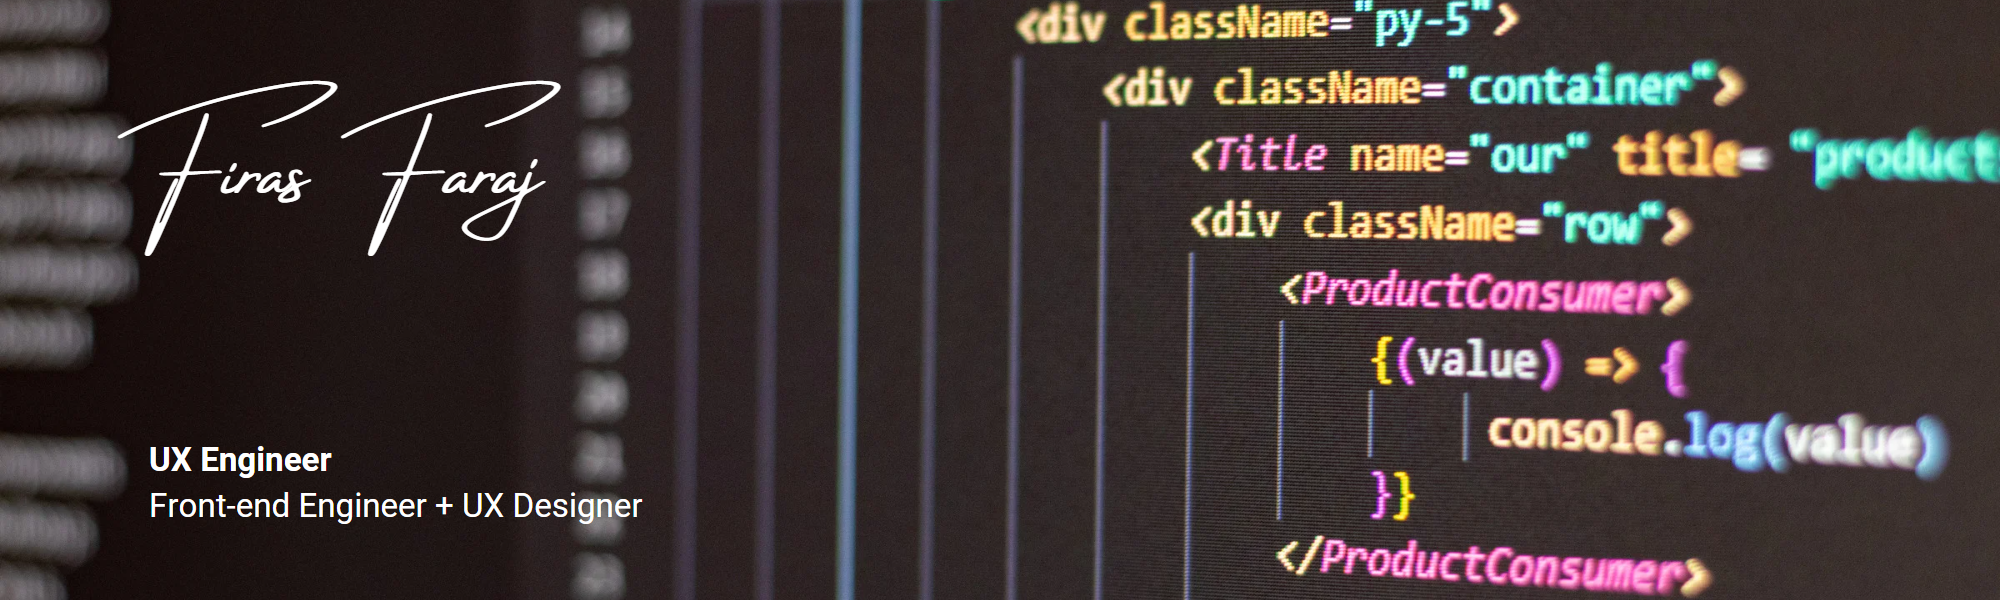 Firas Faraj
UX Engineer
Front-end Engineer + UX Designer
<div className="py-5">
<div className="container">
<Title name="our" title= "product
<div className="row">
<ProductConsumer>
{(value) => {
console.log(value)
}}
</ProductConsumer>